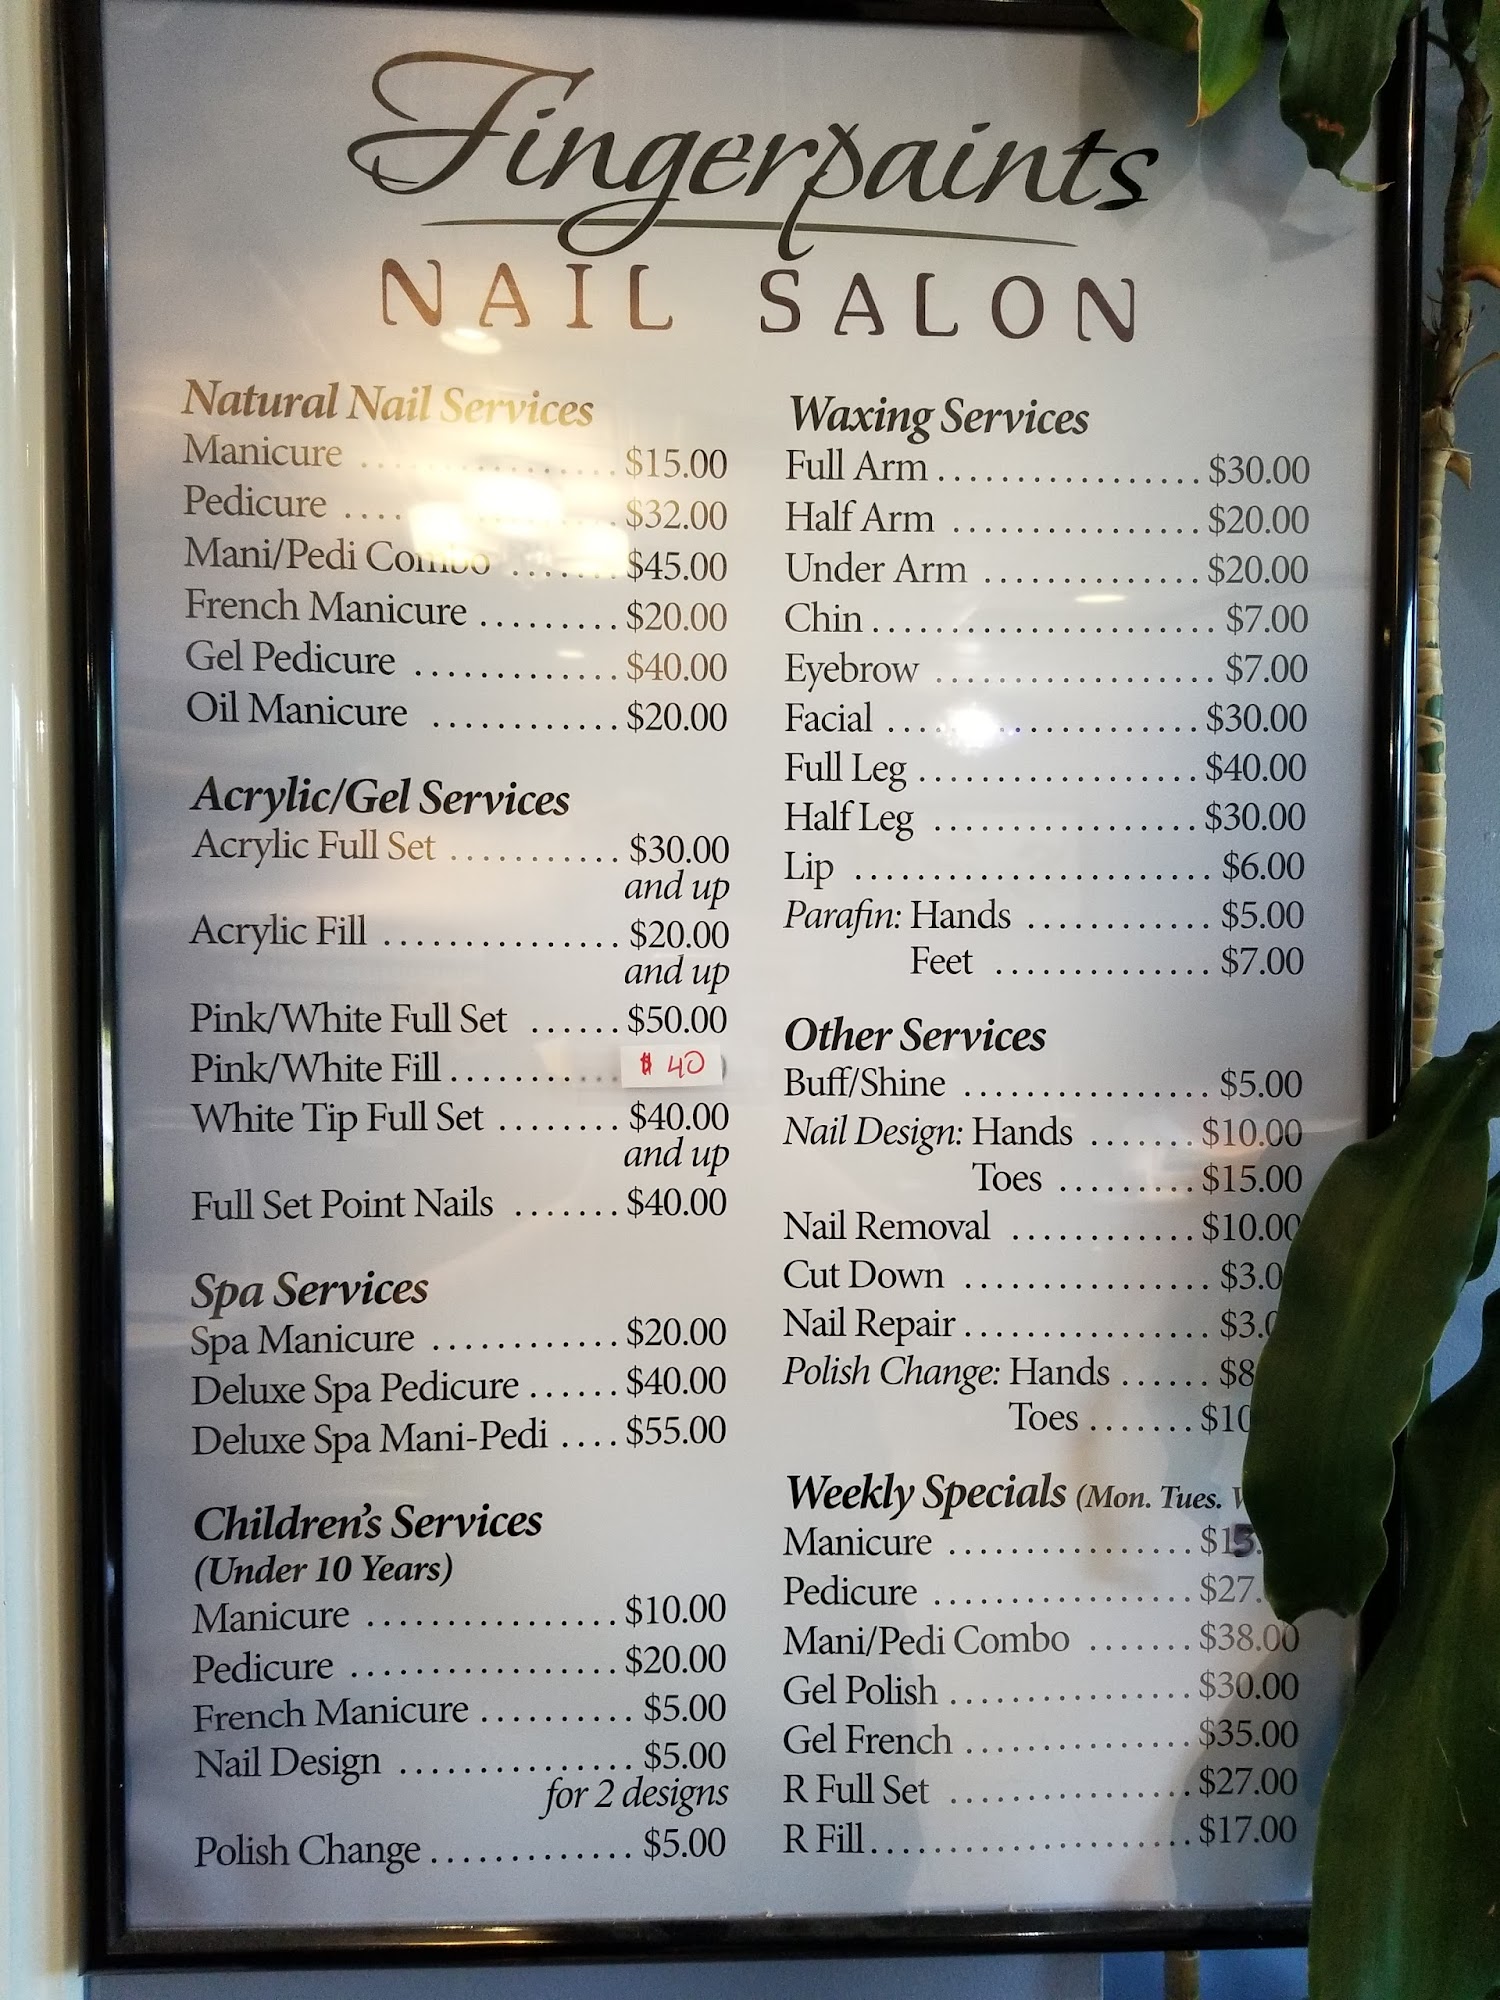 Fingerpaints
NAIL SALON
Natural Nail Services
Manicure ................ $15.00
Pedicure ................ $32.00
Mani/Pedi Combo ....... $45.00
French Manicure ......... $20.00
Gel Pedicure ............. $40.00
Oil Manicure ............ $20.00
Acrylic/Gel Services
Acrylic Full Set ........... $30.00
and up
Acrylic Fill ............... $20.00
and up
Pink/White Full Set ...... $50.00
Pink/White Fill.......... $ 40
White Tip Full Set ........ $40.00
and up
Full Set Point Nails ....... $40.00
Spa Services
Spa Manicure ............ $20.00
Deluxe Spa Pedicure ...... $40.00
Deluxe Spa Mani-Pedi .... $55.00
Children's Services
(Under 10 Years)
Manicure ................ $10.00
Pedicure ................. $20.00
French Manicure .......... $5.00
Nail Design ............... $5.00
for 2 designs
Polish Change ............. $5.00
Waxing Services
Full Arm ................. $30.00
Half Arm ................ $20.00
Under Arm .............. $20.00
Chin ...................... $7.00
Eyebrow .................. $7.00
Facial .................... $30.00
Full Leg .................. $40.00
Half Leg ................. $30.00
Lip ....................... $6.00
Parafin: Hands ............ $5.00
Feet .............. $7.00
Other Services
Buff/Shine ................ $5.00
Nail Design: Hands ....... $10.00
Toes ......... $15.00
Nail Removal ............ $10.00
Cut Down ................ $3.0
Nail Repair ................ $3.
Polish Change: Hands ...... $8
Toes ....... $10
Weekly Specials (Mon. Tues.
Manicure ................ $15.
Pedicure ................. $27.
Mani/Pedi Combo ....... $38.00
Gel Polish ................ $30.00
Gel French ............... $35.00
R Full Set ................ $27.00
R Fill ..................... $17.00